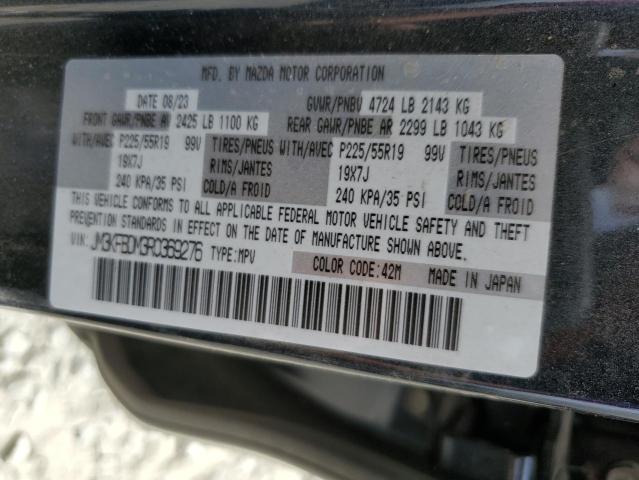 MFD. BY MAZDA MOTOR CORPORATION
DATE 08/23 GVWR/PNBV 4724 LB 2143 KG
FRONT GAWR/PNBE AV 2425 LB 1100 KG REAR GAWR/PNBE AR 2299 LB 1043 KG
WITH/AVEC P225/55R19 99V TIRES/PNEUS WITH/AVEC P225/55R19 99V TIRES/PNEUS
19X7J RIMS/JANTES 19X7J RIMS/JANTES
240 KPA/35 PSI COLD/A FROID 240 KPA/35 PSI COLD/A FROID
THIS VEHICLE CONFORMS TO ALL APPLICABLE FEDERAL MOTOR VEHICLE SAFETY AND THEFT
PREVENTION STANDARDS IN EFFECT ON THE DATE OF MANUFACTURE SHOWN ABOVE.
VIN: JM3KFBDM3R0369276 TYPE: MPV
COLOR CODE: 42M MADE IN JAPAN